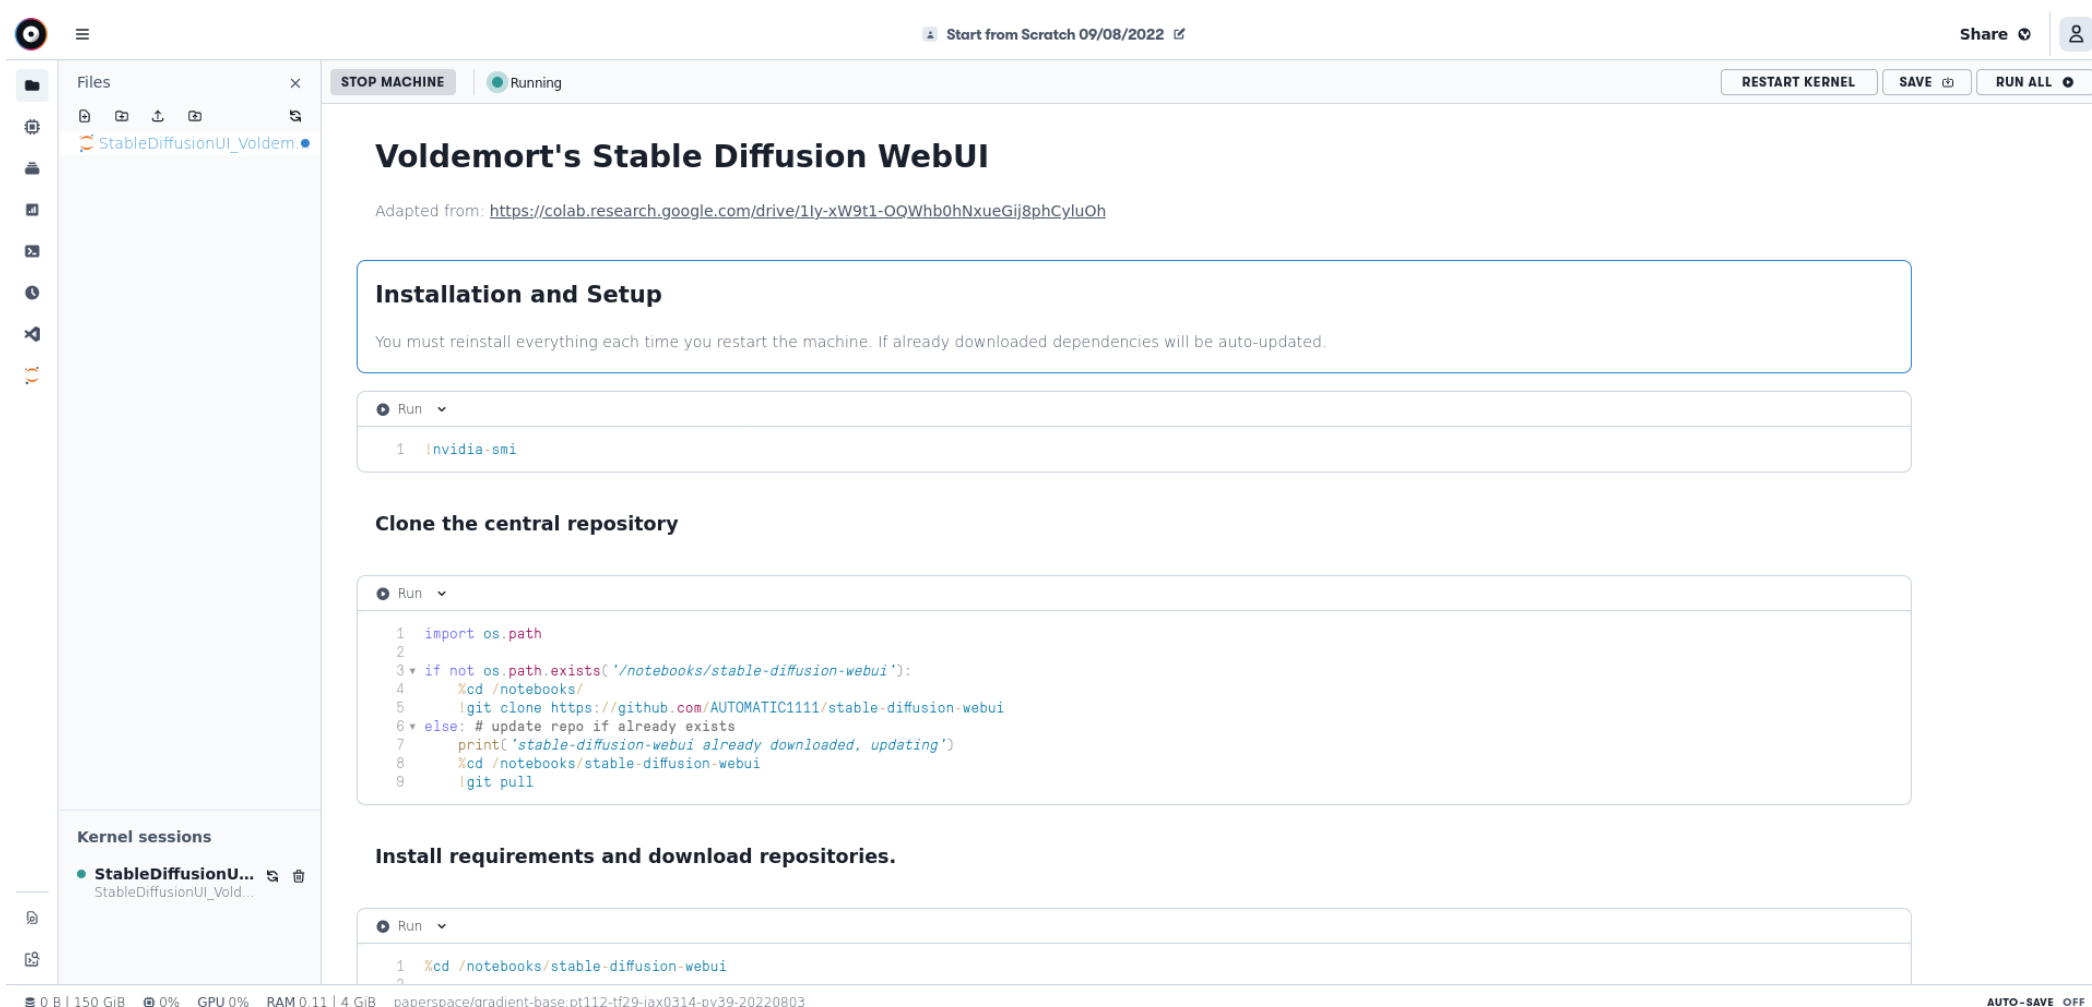 Start from Scratch 09/08/2022
Share
Files
StableDiffusionUI_Voldem.
Kernel sessions
StableDiffusionU...
StableDiffusionUI_Vold...
STOP MACHINE
Running
RESTART KERNEL
SAVE
RUN ALL
Voldemort's Stable Diffusion WebUI
Adapted from: https://colab.research.google.com/drive/1Iy-xW9t1-OQWhb0hNxueGij8phCyluOh
Installation and Setup
You must reinstall everything each time you restart the machine. If already downloaded dependencies will be auto-updated.
Run
1 !nvidia-smi
Clone the central repository
Run
1 import os.path
2
3 if not os.path.exists('/notebooks/stable-diffusion-webui'):
4 %cd /notebooks/
5 !git clone https://github.com/AUTOMATIC1111/stable-diffusion-webui
6 else: # update repo if already exists
7 print('stable-diffusion-webui already downloaded, updating')
8 %cd /notebooks/stable-diffusion-webui
9 !git pull
Install requirements and download repositories.
Run
1 %cd /notebooks/stable-diffusion-webui
2
0 B | 150 GiB 0% GPU 0% RAM 0.11 | 4 GiB paperspace/gradient-base:pt112-tf29-jax0314-py39-20220803
AUTO-SAVE OFF